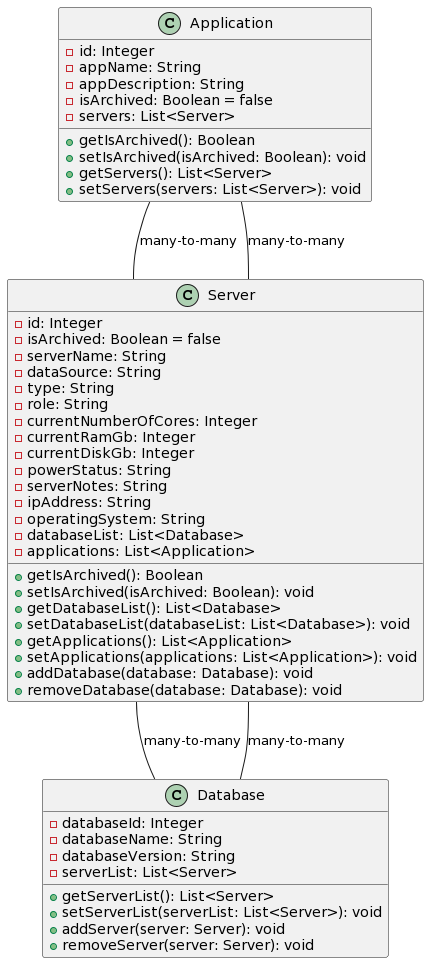 C Application
id: Integer
appName: String
appDescription: String
isArchived: Boolean = false
servers: List<Server>
getIsArchived(): Boolean
setIsArchived(isArchived: Boolean): void
getServers(): List<Server>
setServers(servers: List<Server>): void
many-to-many many-to-many
C Server
id: Integer
isArchived: Boolean = false
serverName: String
dataSource: String
type: String
role: String
currentNumberOfCores: Integer
currentRamGb: Integer
currentDiskGb: Integer
powerStatus: String
serverNotes: String
ipAddress: String
operatingSystem: String
databaseList: List<Database>
applications: List<Application>
getIsArchived(): Boolean
setIsArchived(isArchived: Boolean): void
getDatabaseList(): List<Database>
setDatabaseList(databaseList: List<Database>): void
getApplications(): List<Application>
setApplications(applications: List<Application>): void
addDatabase(database: Database): void
removeDatabase(database: Database): void
many-to-many many-to-many
C Database
databaseId: Integer
databaseName: String
databaseVersion: String
serverList: List<Server>
getServerList(): List<Server>
setServerList(serverList: List<Server>): void
addServer(server: Server): void
removeServer(server: Server): void